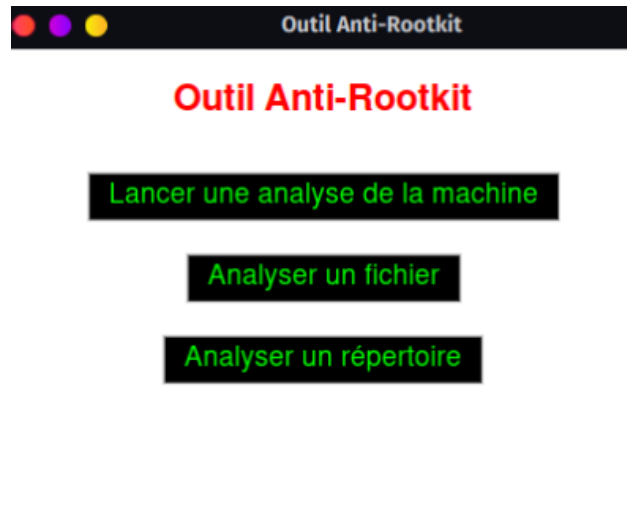 Outil Anti-Rootkit
Outil Anti-Rootkit
Lancer une analyse de la machine
Analyser un fichier
Analyser un répertoire